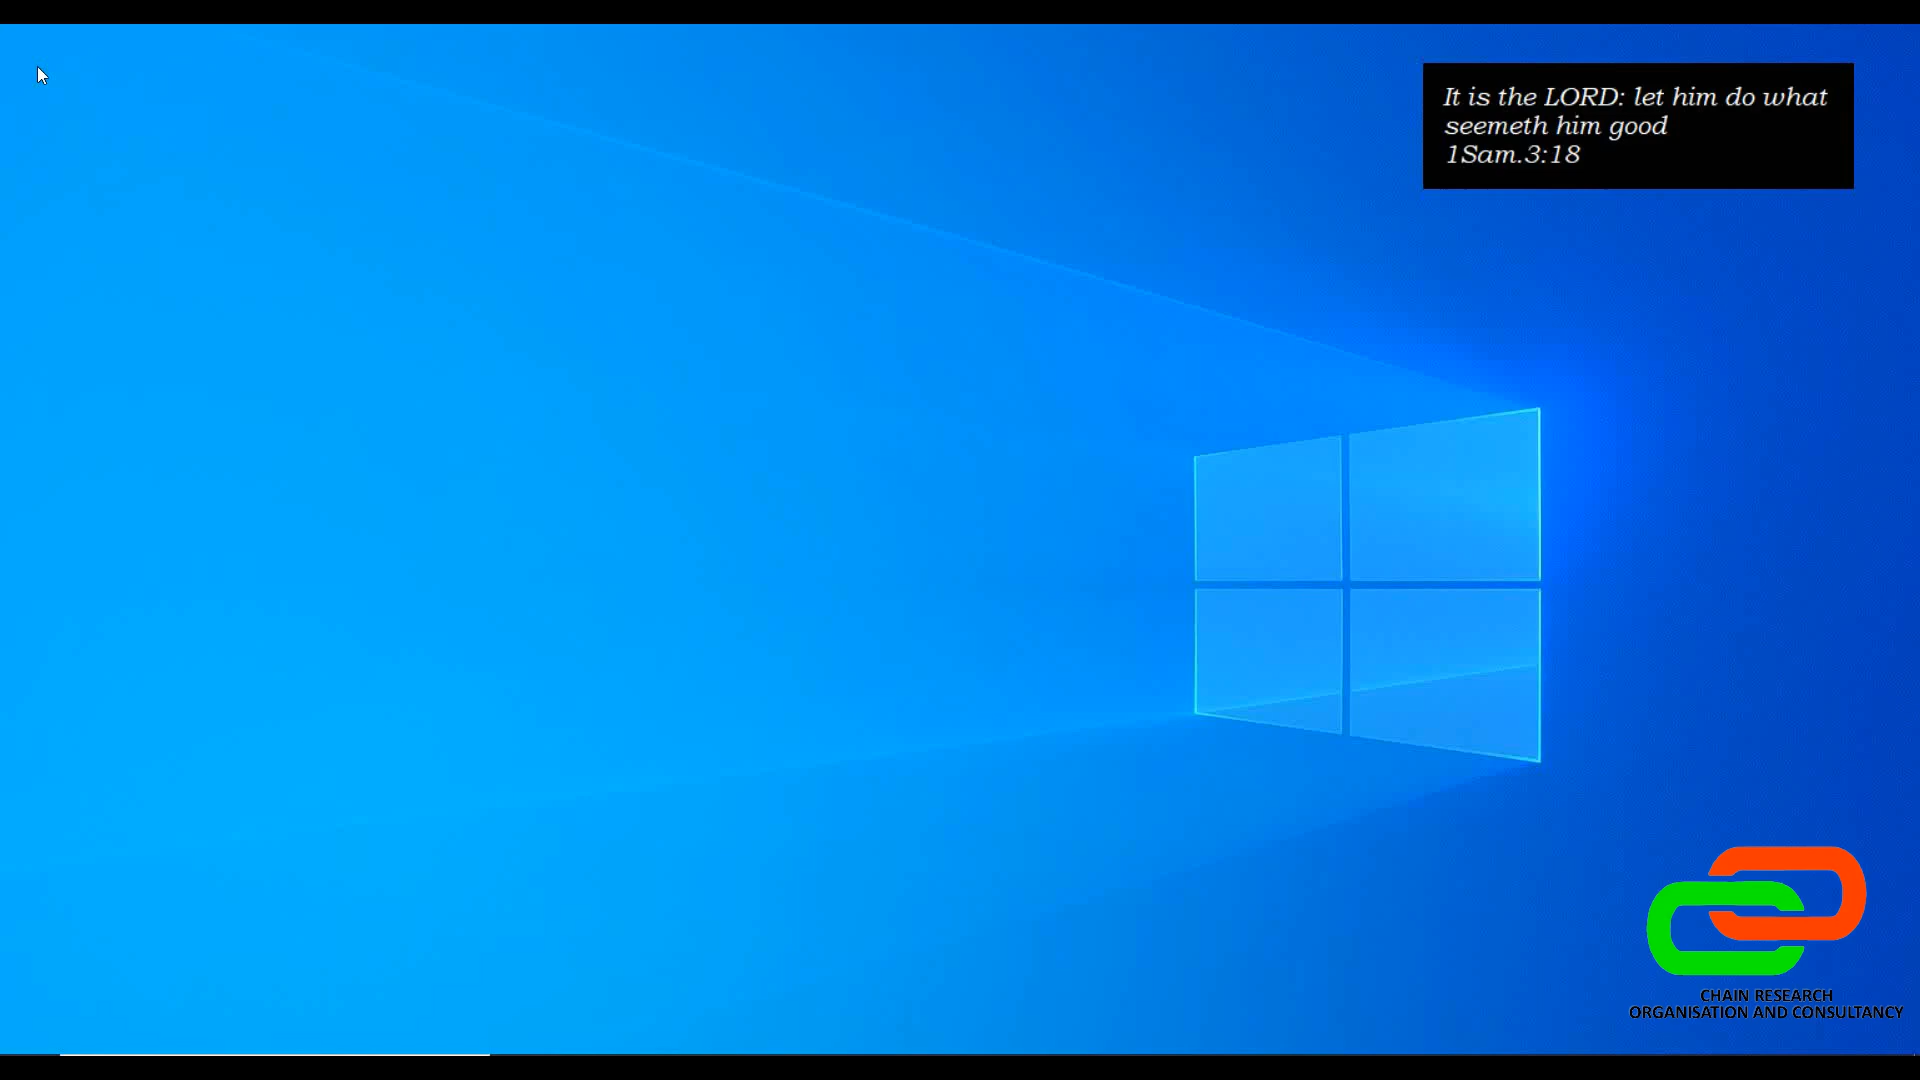 It is the LORD: let him do what
seemeth him good
1Sam.3:18
CHAIN RESEARCH
ORGANISATION AND CONSULTANCY